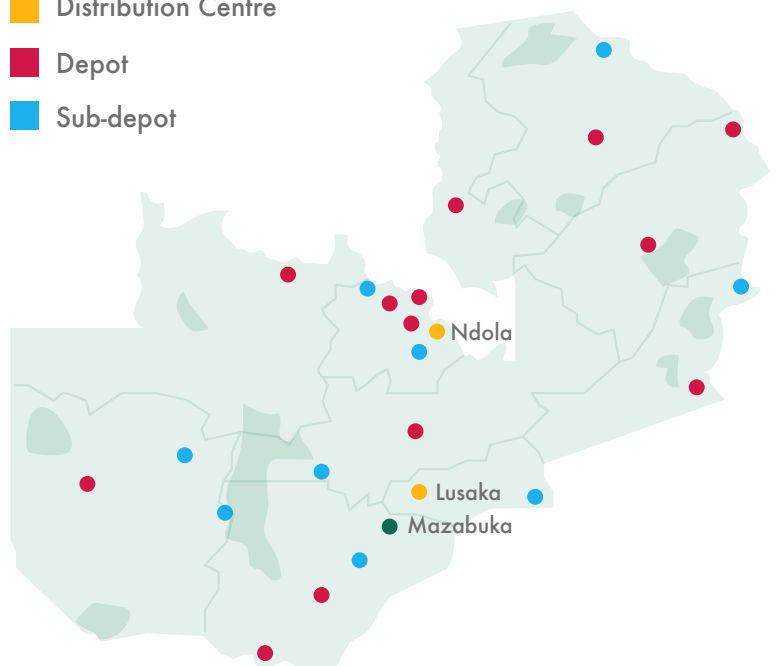 Distribution Centre
Depot
Sub-depot
Ndola
Lusaka
Mazabuka